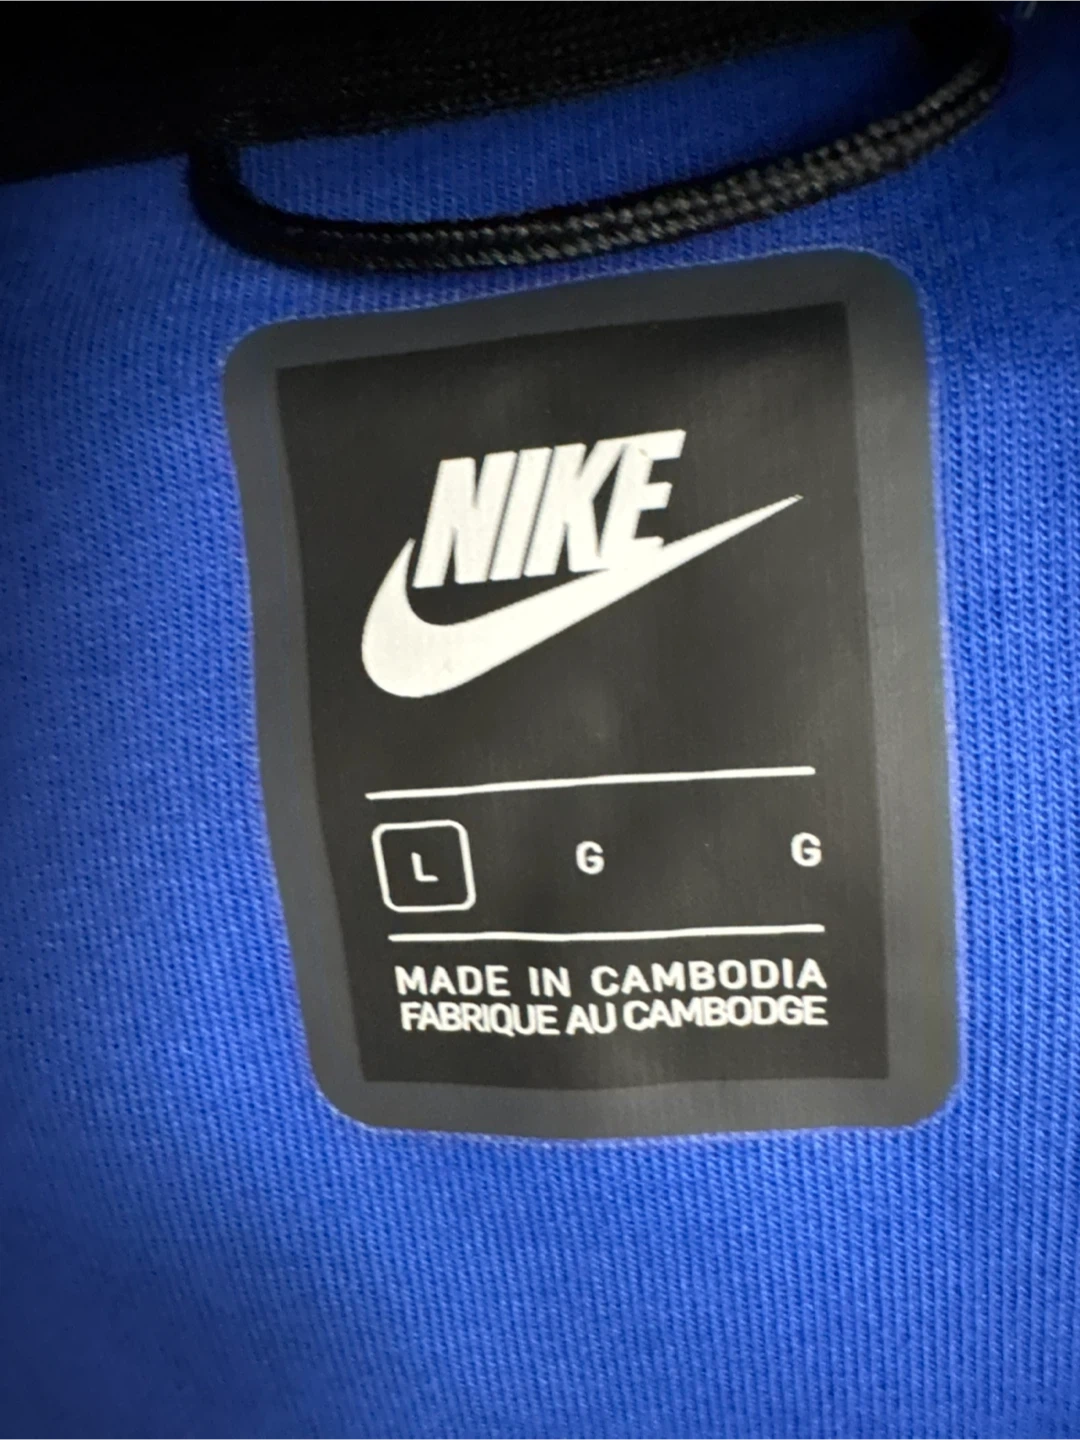 NIKE
L G G
MADE IN CAMBODIA
FABRIQUE AU CAMBODGE